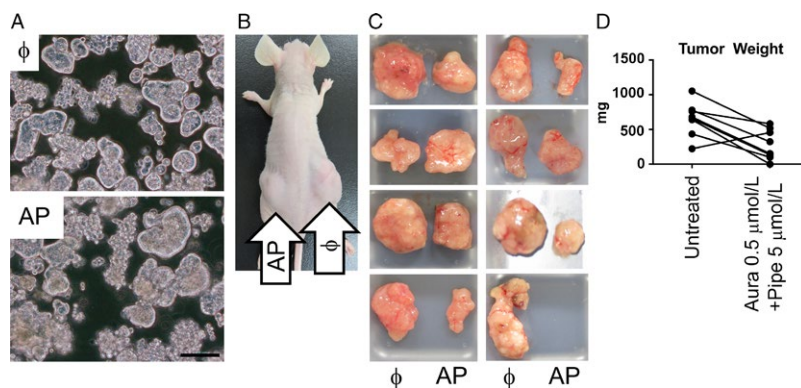 A
B
C
D
ϕ
AP
AP
ϕ
ϕ
AP
ϕ
AP
Tumor Weight
1500
1000
500
0
mg
Untreated
Aura 0.5 μmol/L
+Pipe 5 μmol/L